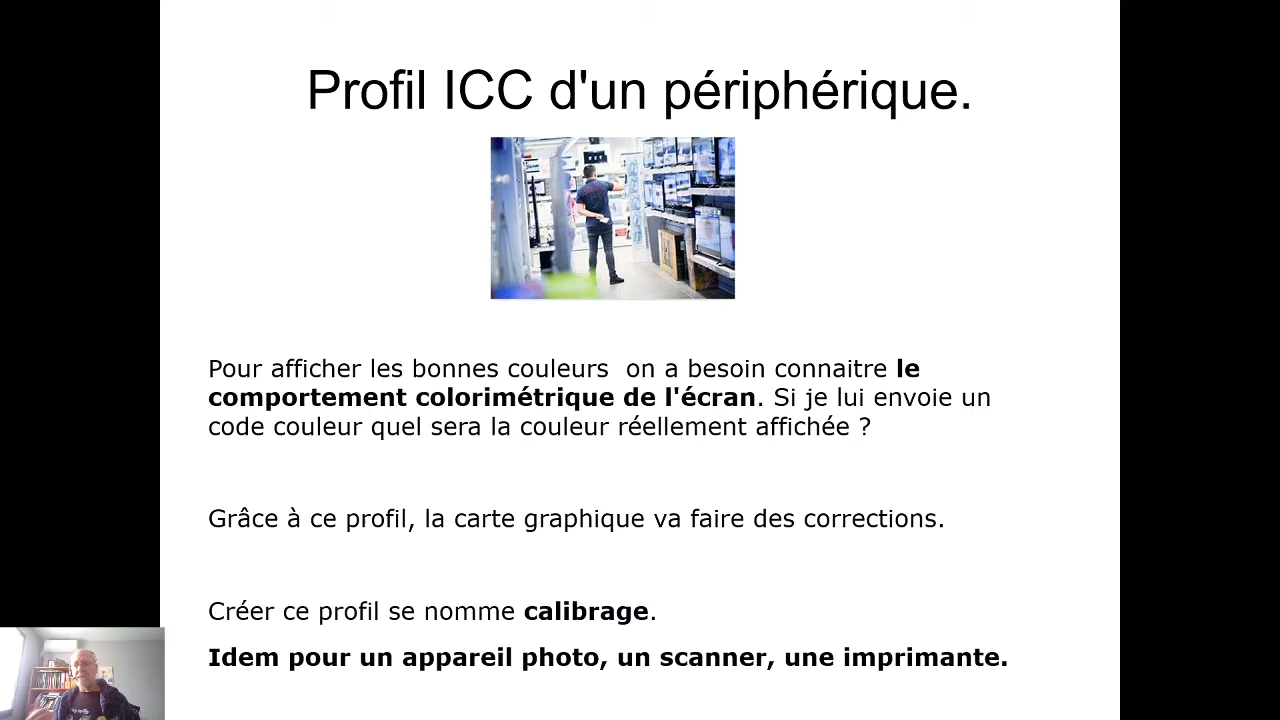 Profil ICC d'un périphérique.
Pour afficher les bonnes couleurs  on a besoin connaitre le
comportement colorimétrique de l'écran. Si je lui envoie un
code couleur quel sera la couleur réellement affichée ?
Grâce à ce profil, la carte graphique va faire des corrections.
Créer ce profil se nomme calibrage.
Idem pour un appareil photo, un scanner, une imprimante.